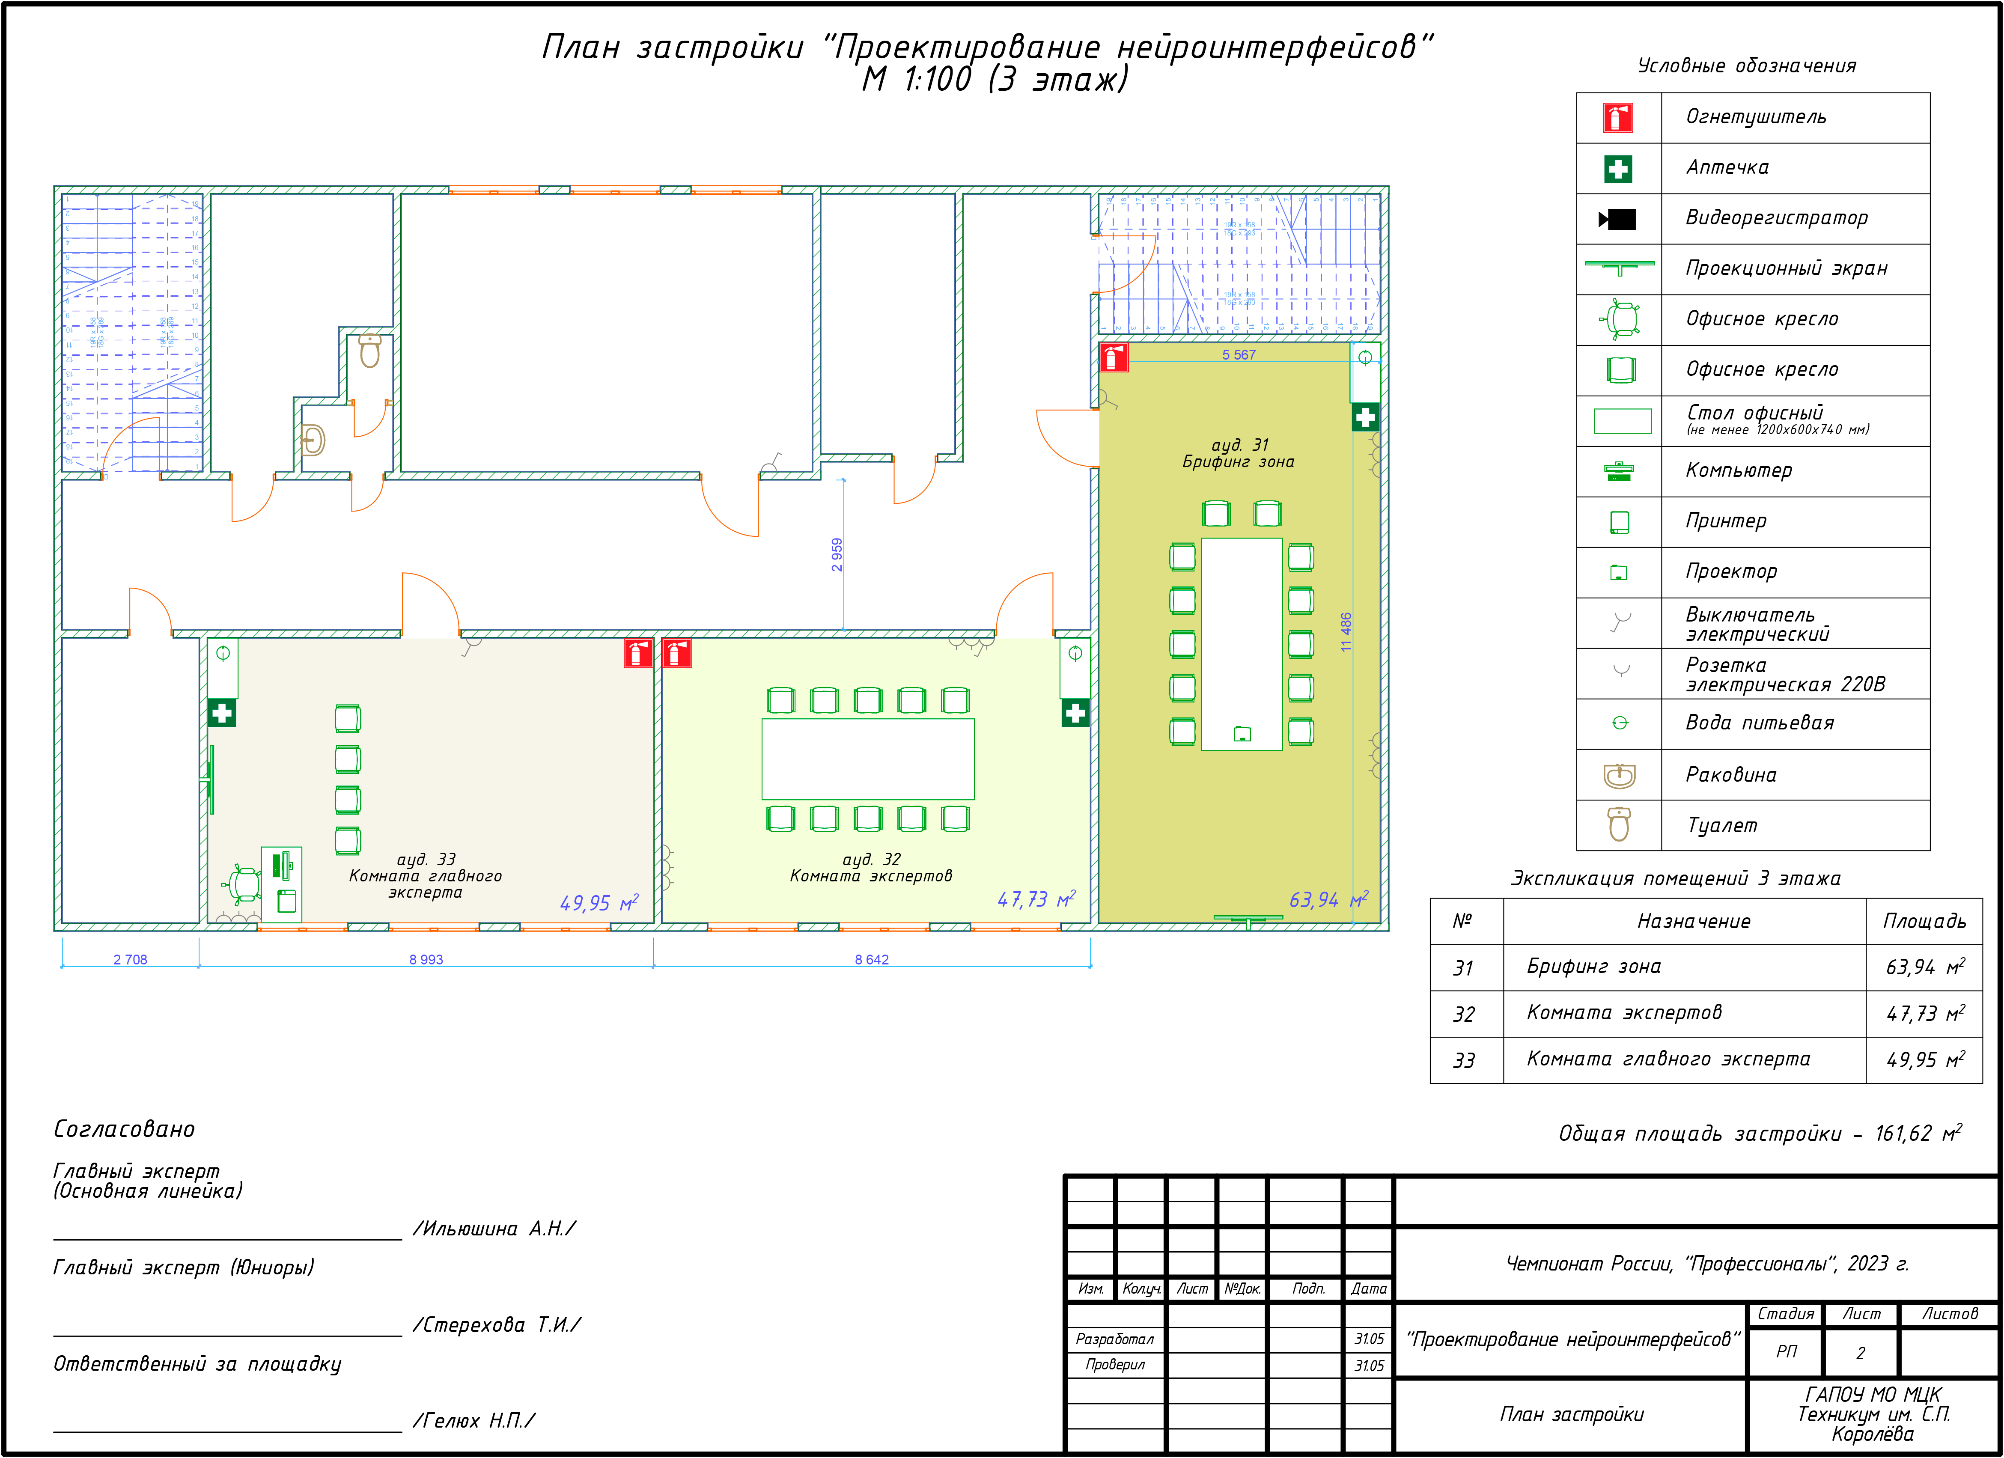 План застройки "Проектирование нейроинтерфейсов"
М 1:100 (3 этаж)
Условные обозначения
Огнетушитель
Аптечка
Видеорегистратор
Проекционный экран
Офисное кресло
Офисное кресло
Стол офисный
(не менее 1200х600х740 мм)
Компьютер
Принтер
Проектор
Выключатель
электрический
Розетка
электрическая 220В
Вода питьевая
Раковина
Туалет
5 567
ауд. 31
Брифинг зона
2 959
11 486
63,94 м²
ауд. 33
Комната главного
эксперта
49,95 м²
ауд. 32
Комната экспертов
47,73 м²
2 708
8 993
8 642
Экспликация помещений 3 этажа
№ Назначение Площадь
31 Брифинг зона 63,94 м²
32 Комната экспертов 47,73 м²
33 Комната главного эксперта 49,95 м²
Общая площадь застройки - 161,62 м²
Согласовано
Главный эксперт
(Основная линейка)
/Ильюшина А.Н./
Главный эксперт (Юниоры)
/Стерехова Т.И./
Ответственный за площадку
/Гелюх Н.П./
Чемпионат России, "Профессионалы", 2023 г.
Изм. Кол.уч. Лист №Док. Подп. Дата
Разработал 31.05
Проверил 31.05
"Проектирование нейроинтерфейсов"
Стадия Лист Листов
РП 2
План застройки
ГАПОУ МО МЦК
Техникум им. С.П.
Королёва